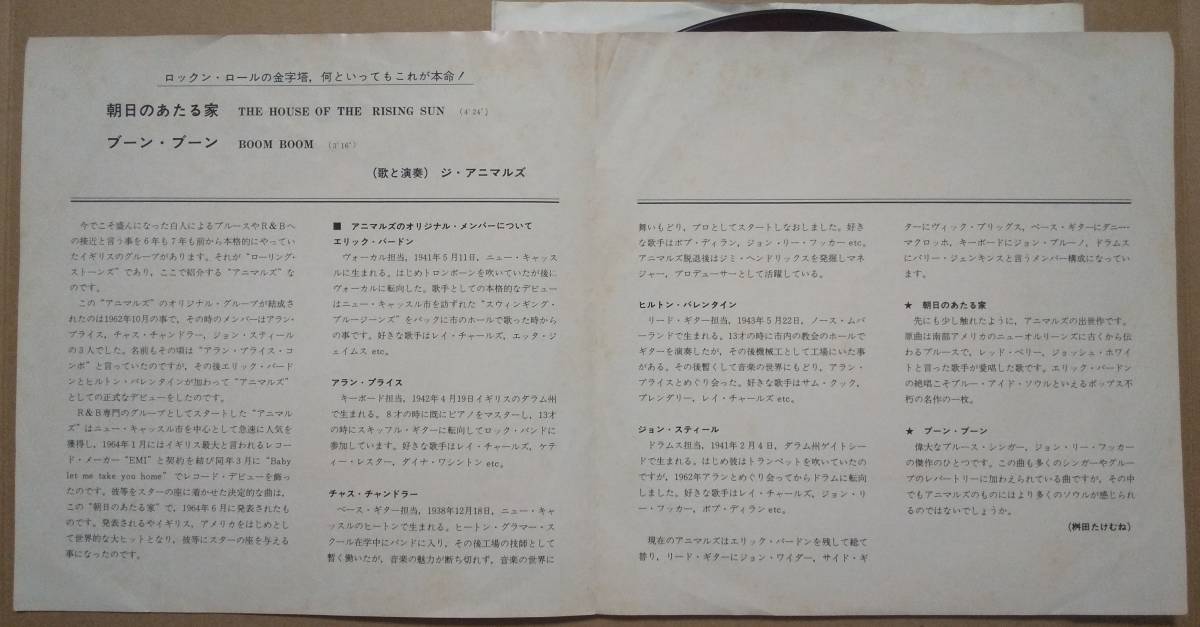 ロックン・ロールの金字塔，何といってもこれが本命！
朝日のあたる家 THE HOUSE OF THE RISING SUN (4'24")
ブーン・ブーン BOOM BOOM (3'16")
(歌と演奏) ジ・アニマルズ
今でこそ盛んになった白人によるブルースやR＆Bへ
の接近と言う事を6年も7年も前から本格的にやってい
たイギリスのグループがあります。それが“ローリング・
ストーンズ”であり，ここで紹介する“アニマルズ”な
のです。
この“アニマルズ”のオリジナル・グループが結成さ
れたのは1962年10月の事で，その時のメンバーはアラン・
プライス，チャス・チャンドラー，ジョン・スティール
の3人でした。名前もその頃は“アラン・プライス・コ
ンボ”と言っていたのですが，その後エリック・バード
ンとヒルトン・バレンタインが加わって“アニマルズ”
としての正式なデビューをしたのです。
R＆B専門のグループとしてスタートした“アニマル
ズ”はニュー・キャッスル市を中心として急速に人気を
獲得し，1964年1月にはイギリス最大と言われるレコー
ド・メーカー“EMI”と契約を結び同年3月に“Baby
let me take you home”でレコード・デビューを飾っ
たのです。彼等をスターの座に着かせた決定的な曲は，
この“朝日のあたる家”で，1964年6月に発表されたも
のです。発表されるやイギリス，アメリカをはじめとし
て世界的な大ヒットとなり，彼等にスターの座を与える
事になったのです。
■ アニマルズのオリジナル・メンバーについて
エリック・バードン
ヴォーカル担当，1941年5月11日，ニュー・キャッス
ルに生まれる。はじめトロンボーンを吹いていたが後に
ヴォーカルに転向した。歌手としての本格的なデビュー
はニュー・キャッスル市を訪ずれた“スウィンギング・
ブルージーンズ”をバックに市のホールで歌った時から
の事です。好きな歌手はレイ・チャールズ，エッタ・ジ
ェイムス etc。
アラン・プライス
キーボード担当，1942年4月19日イギリスのダラム州
で生まれる。8才の時に既にピアノをマスターし，13才
の時にスキッフル・ギターに転向してロック・バンドに
参加しています。好きな歌手はレイ・チャールズ，ケテ
ィー・レスター，ダイナ・ワシントン etc。
チャス・チャンドラー
ベース・ギター担当，1938年12月18日，ニュー・キャ
ッスルのヒートンで生まれる。ヒートン・グラマー・ス
クール在学中にバンドに入り，その後工場の技師として
暫く働いたが，音楽の魅力が断ち切れず，音楽の世界に
舞いもどり，プロとしてスタートしなおしました。好き
な歌手はボブ・ディラン，ジョン・リー・フッカー etc。
アニマルズ脱退後はジミ・ヘンドリックスを発掘しマネ
ジャー，プロデューサーとして活躍している。
ヒルトン・バレンタイン
リード・ギター担当，1943年5月22日，ノース・ムバ
ーランドで生まれる。13才の時に市内の教会のホールで
ギターを演奏したが，その後機械工として工場にいた事
がある。その後暫くして音楽の世界にもどり，アラン・
プライスとめぐり会った。好きな歌手はサム・クック，
ブレンダリー，レイ・チャールズ etc。
ジョン・スティール
ドラムス担当，1941年2月4日，ダラム州ゲイトシー
ドで生まれる。はじめ彼はトランペットを吹いていたの
ですが，1962年アランとめぐり会ってからドラムに転向
しました。好きな歌手はレイ・チャールズ，ジョン・リ
ー・フッカー，ボブ・ディラン etc。
現在のアニマルズはエリック・バードンを残して総て
替り，リード・ギターにジョン・ワイダー，サイド・ギ
ターにヴィック・ブリッグス，ベース・ギターにデニー・
マクロッホ，キーボードにジョン・ブルーノ，ドラムス
にバリー・ジェンキンスと言うメンバー構成になってい
ます。
★ 朝日のあたる家
先にも少し触れたように，アニマルズの出世作です。
原曲は南部アメリカのニューオルリーンズに古くから伝
わるブルースで，レッド・ベリー，ジョッシュ・ホワイ
トと言った歌手が愛唱した歌です。エリック・バードン
の絶唱こそブルー・アイド・ソウルといえるポップス不
朽の名作の一枚。
★ ブーン・ブーン
偉大なブルース・シンガー，ジョン・リー・フッカー
の傑作のひとつです。この曲も多くのシンガーやグルー
プのレパートリーに加えられている曲ですが，その中
でもアニマルズのものにはより多くのソウルが感じられ
るのではないでしょうか。
(桝田たけむね)